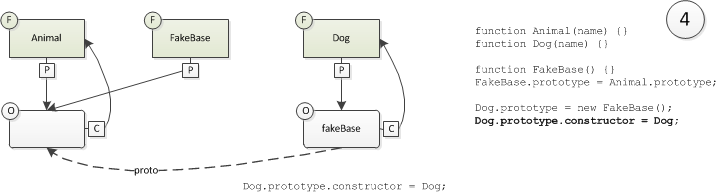 F
F
F
4
Animal
FakeBase
Dog
P
P
P
O
C
O
fakeBase
C
proto
function Animal(name) {}
function Dog(name) {}
function FakeBase() {}
FakeBase.prototype = Animal.prototype;
Dog.prototype = new FakeBase();
Dog.prototype.constructor = Dog;
Dog.prototype.constructor = Dog;